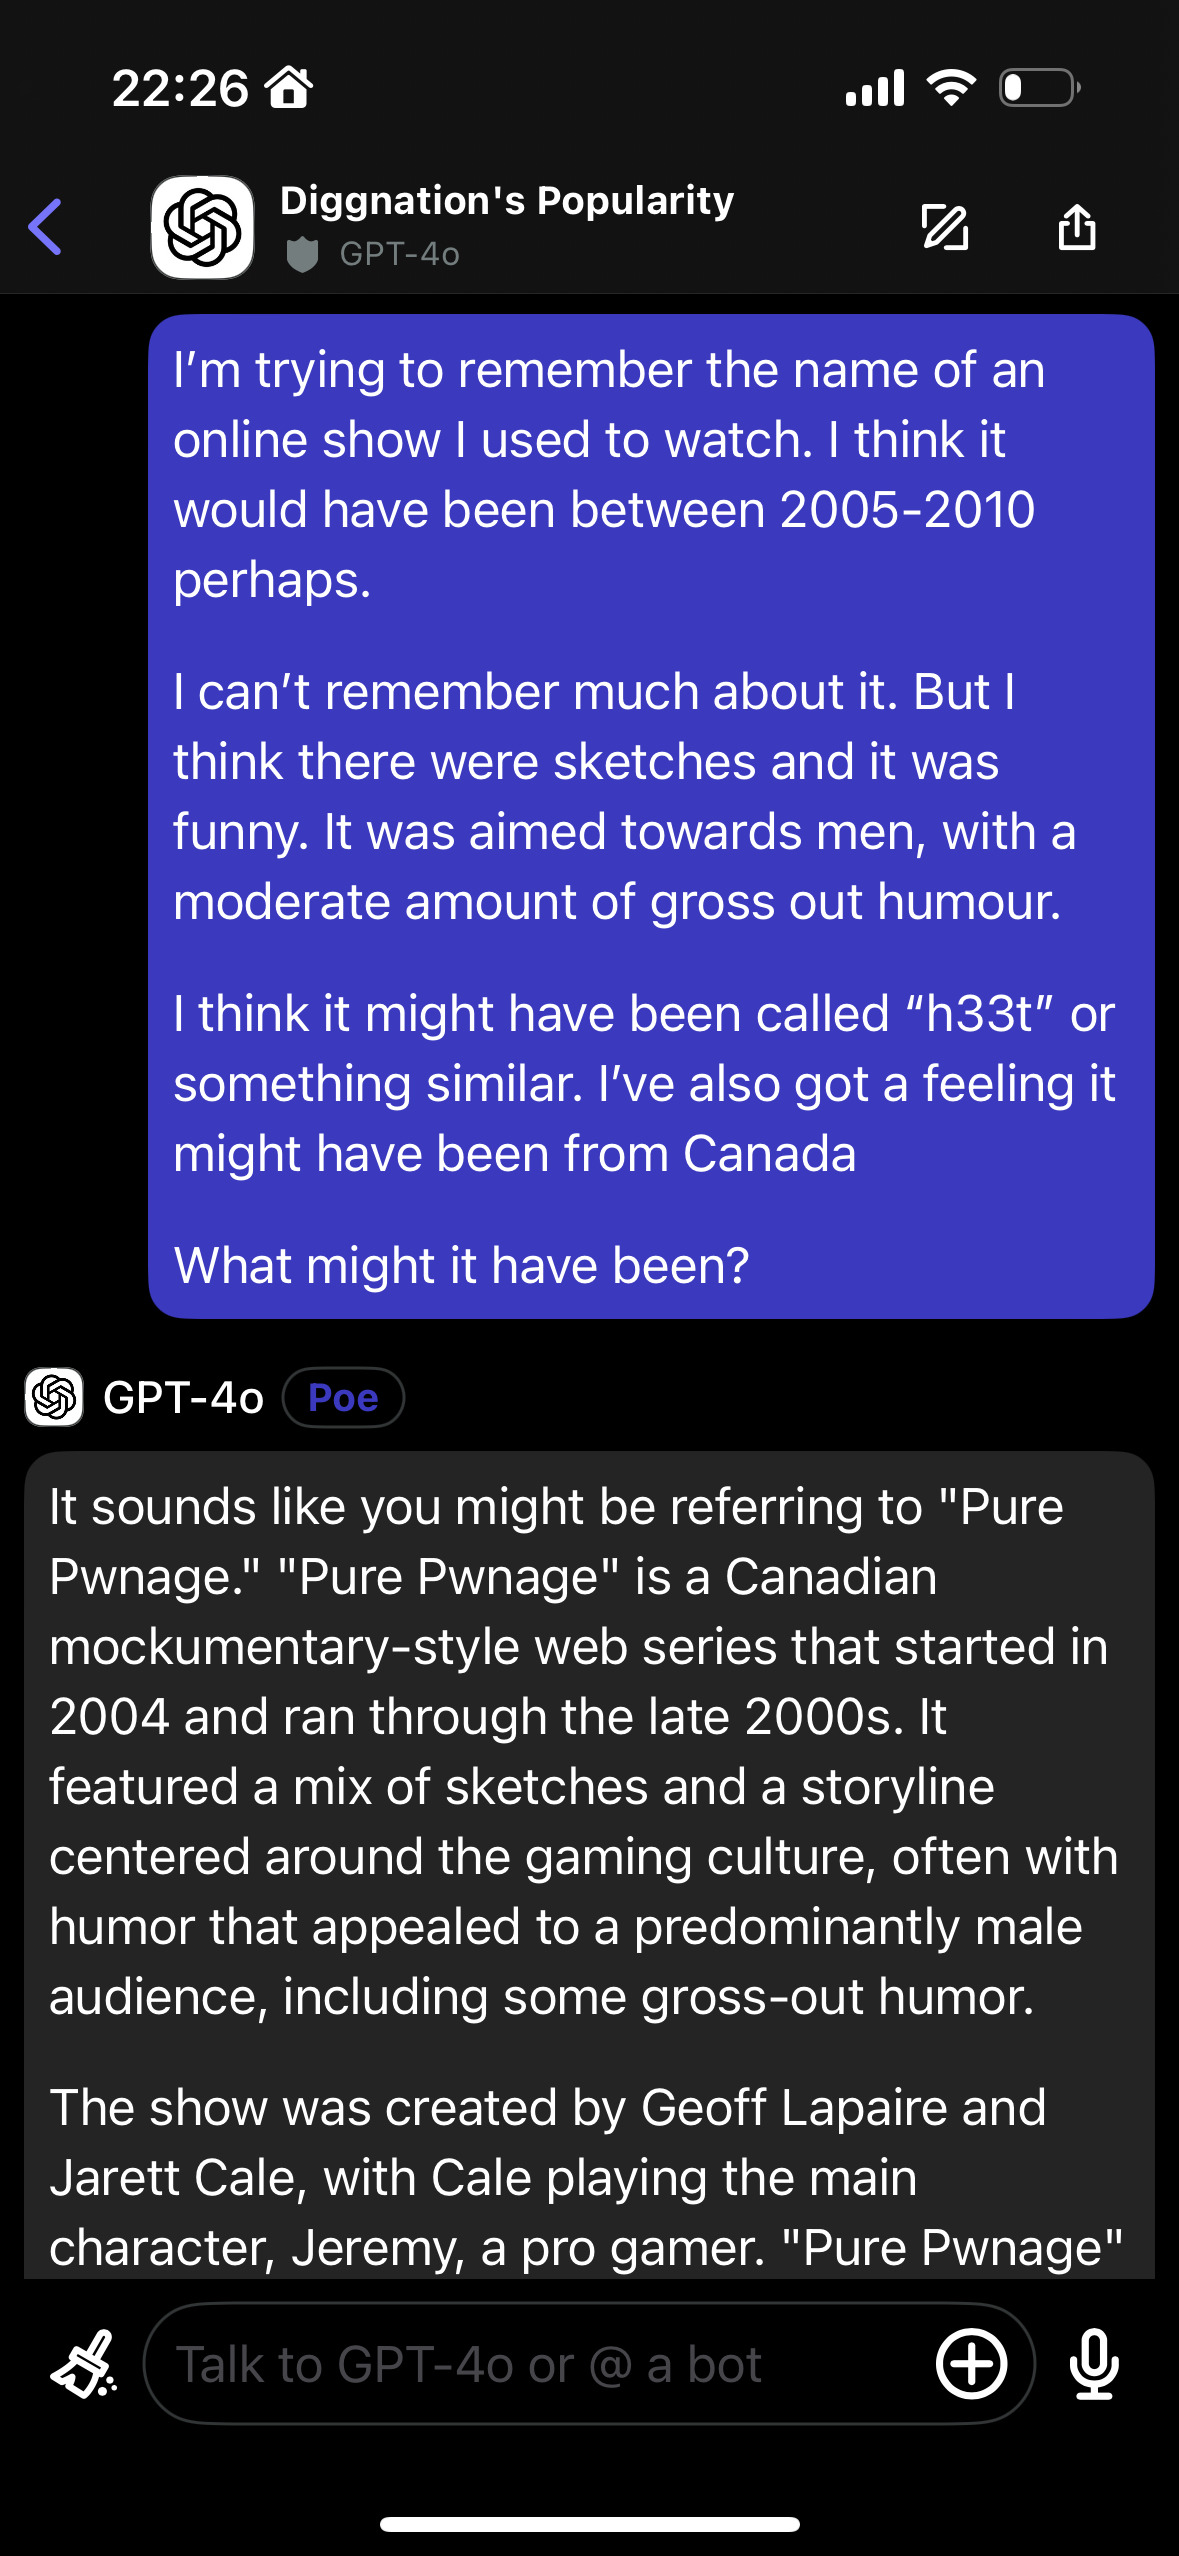 22:26
Diggnation's Popularity
GPT-4o
I’m trying to remember the name of an
online show I used to watch. I think it
would have been between 2005-2010
perhaps.
I can’t remember much about it. But I
think there were sketches and it was
funny. It was aimed towards men, with a
moderate amount of gross out humour.
I think it might have been called “h33t” or
something similar. I’ve also got a feeling it
might have been from Canada
What might it have been?
GPT-4o Poe
It sounds like you might be referring to "Pure
Pwnage." "Pure Pwnage" is a Canadian
mockumentary-style web series that started in
2004 and ran through the late 2000s. It
featured a mix of sketches and a storyline
centered around the gaming culture, often with
humor that appealed to a predominantly male
audience, including some gross-out humor.
The show was created by Geoff Lapaire and
Jarett Cale, with Cale playing the main
character, Jeremy, a pro gamer. "Pure Pwnage"
Talk to GPT-4o or @ a bot